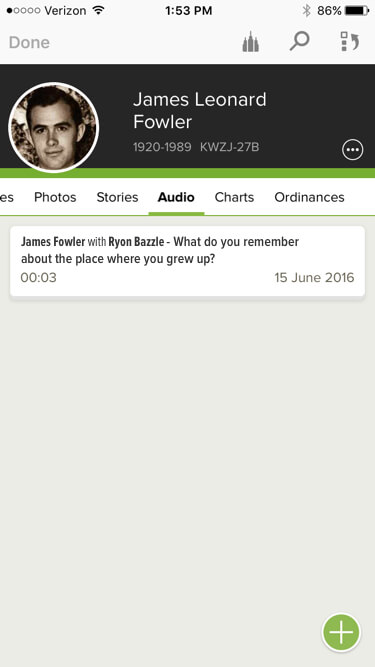 Verizon 1:53 PM 86%
Done
James Leonard
Fowler
1920-1989 KWZJ-27B
es Photos Stories Audio Charts Ordinances
James Fowler with Ryon Bazzle - What do you remember
about the place where you grew up?
00:03 15 June 2016